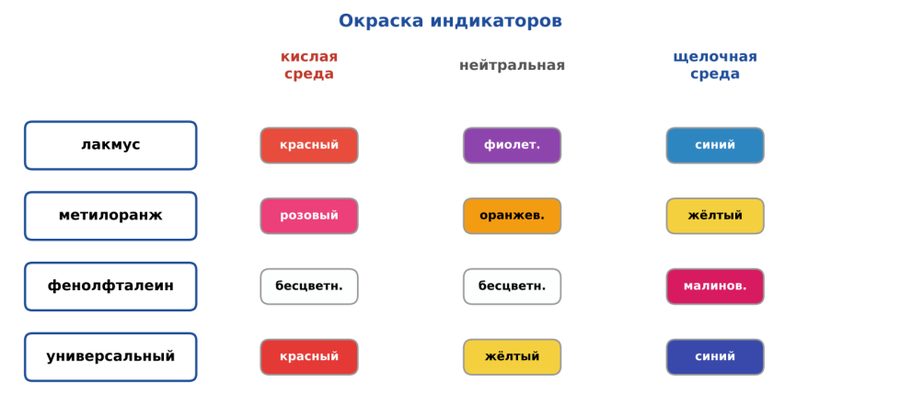 Окраска индикаторов
кислая
среда
нейтральная
щелочная
среда
лакмус красный фиолет. синий
метилоранж розовый оранжев. жёлтый
фенолфталеин бесцветн. бесцветн. малинов.
универсальный красный жёлтый синий